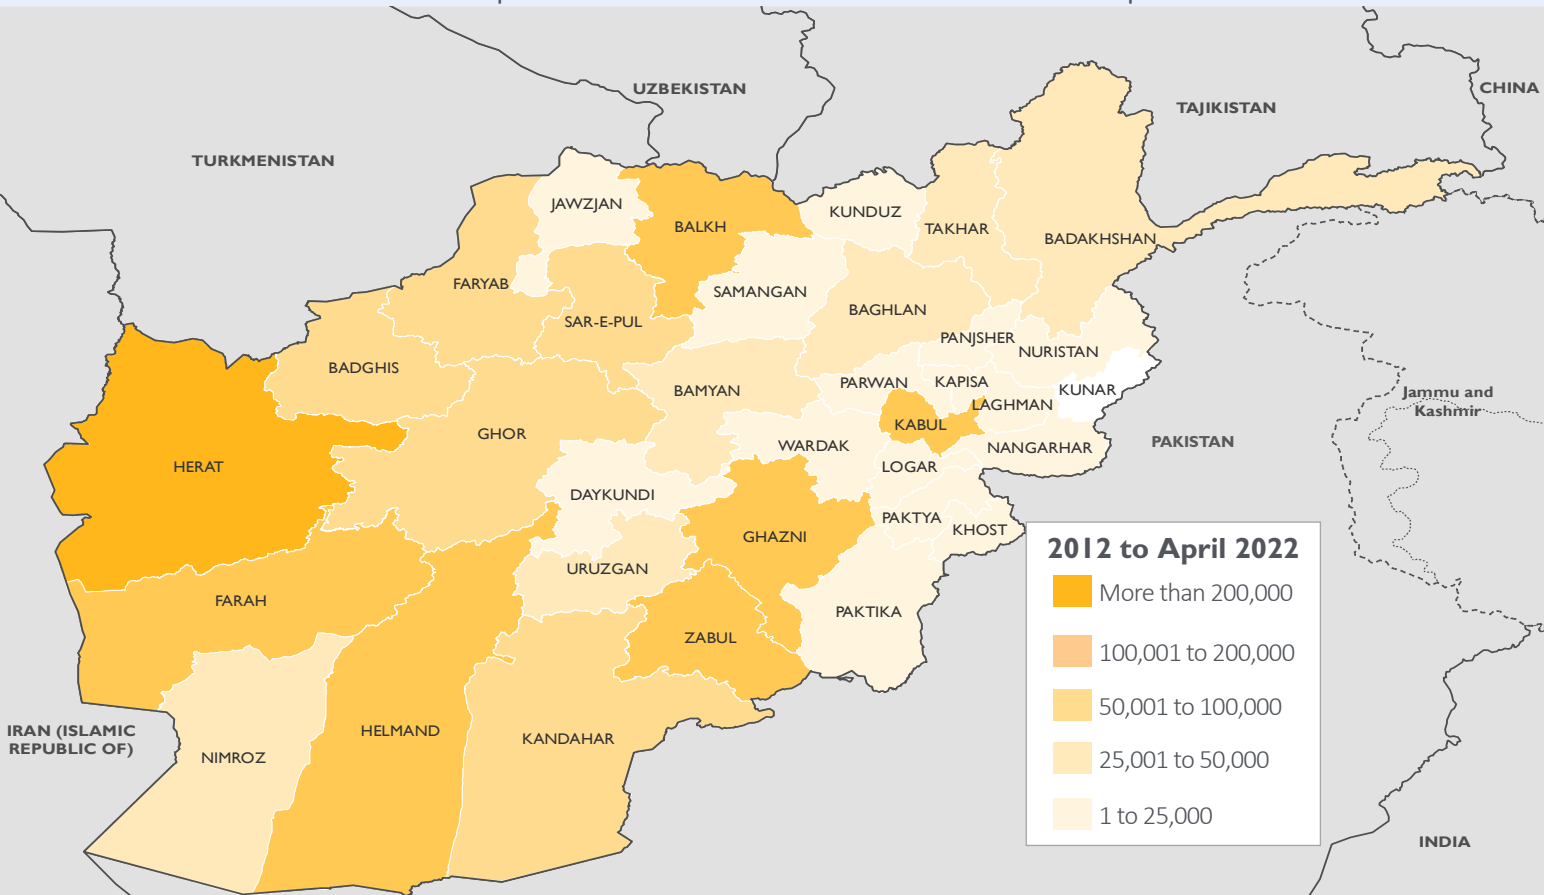 CHINA
UZBEKISTAN
TAJIKISTAN
TURKMENISTAN
JAWZJAN
KUNDUZ
BALKH
TAKHAR
BADAKHSHAN
FARYAB
SAMANGAN
BAGHLAN
SAR-E-PUL
PANJSHER
NURISTAN
BADGHIS
BAMYAN
PARWAN
KAPISA
KUNAR
Jammu and
Kashmir
LAGHMAN
KABUL
GHOR
WARDAK
NANGARHAR
PAKISTAN
HERAT
LOGAR
DAYKUNDI
PAKTYA
KHOST
GHAZNI
URUZGAN
FARAH
PAKTIKA
ZABUL
IRAN (ISLAMIC
REPUBLIC OF)
HELMAND
KANDAHAR
NIMROZ
2012 to April 2022
More than 200,000
100,001 to 200,000
50,001 to 100,000
25,001 to 50,000
1 to 25,000
INDIA